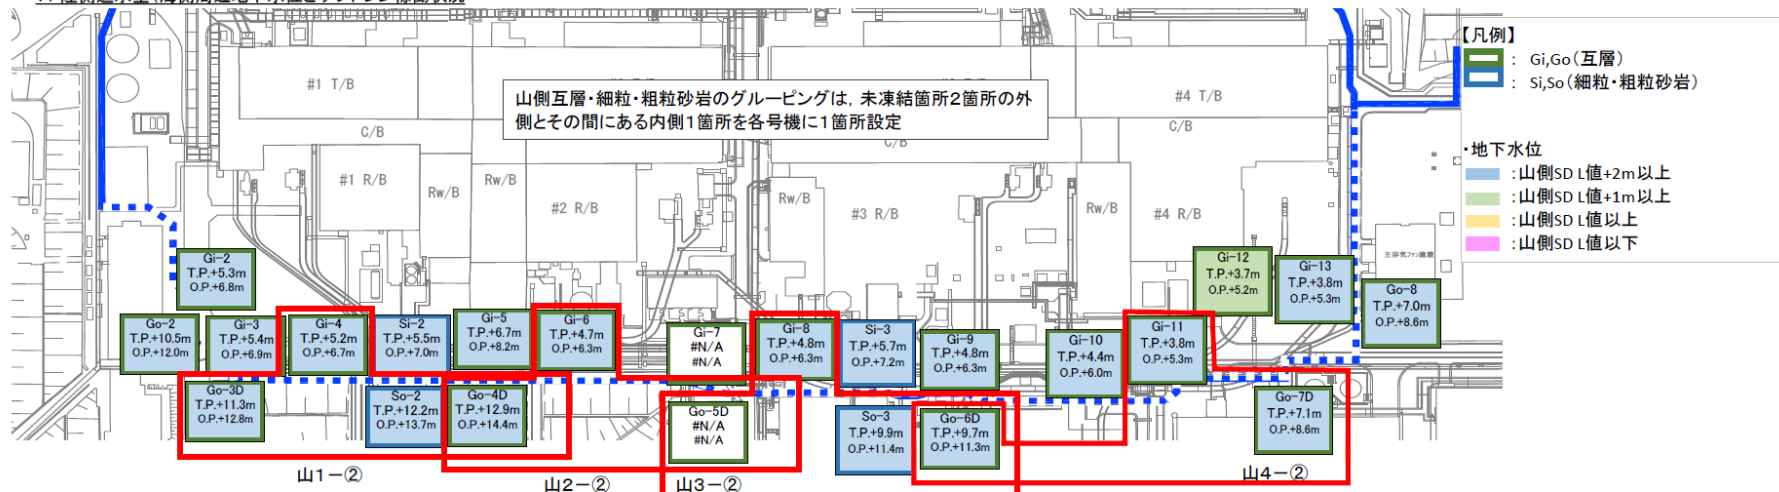 【凡例】
： Gi,Go（互層）
： Si,So（細粒・粗粒砂岩）
・地下水位
：山側SD L値+2m以上
：山側SD L値+1m以上
：山側SD L値以上
：山側SD L値以下
#1 T/B
#4 T/B
山側互層・細粒・粗粒砂岩のグルーピングは，未凍結箇所2箇所の外
側とその間にある内側1箇所を各号機に1箇所設定
C/B
C/B
C/B
#1 R/B
Rw/B
Rw/B
#2 R/B
Rw/B
#3 R/B
Rw/B
#4 R/B
主排気ファン建屋
Gi-2
T.P.+5.3m
O.P.+6.8m
Gi-12
T.P.+3.7m
O.P.+5.2m
Gi-13
T.P.+3.8m
O.P.+5.3m
Go-8
T.P.+7.0m
O.P.+8.6m
Go-2
T.P.+10.5m
O.P.+12.0m
Gi-3
T.P.+5.4m
O.P.+6.9m
Gi-4
T.P.+5.2m
O.P.+6.7m
Si-2
T.P.+5.5m
O.P.+7.0m
Gi-5
T.P.+6.7m
O.P.+8.2m
Gi-6
T.P.+4.7m
O.P.+6.3m
Gi-7
#N/A
#N/A
Gi-8
T.P.+4.8m
O.P.+6.3m
Si-3
T.P.+5.7m
O.P.+7.2m
Gi-9
T.P.+4.8m
O.P.+6.3m
Gi-10
T.P.+4.4m
O.P.+6.0m
Gi-11
T.P.+3.8m
O.P.+5.3m
Go-3D
T.P.+11.3m
O.P.+12.8m
So-2
T.P.+12.2m
O.P.+13.7m
Go-4D
T.P.+12.9m
O.P.+14.4m
Go-5D
#N/A
#N/A
So-3
T.P.+9.9m
O.P.+11.4m
Go-6D
T.P.+9.7m
O.P.+11.3m
Go-7D
T.P.+7.1m
O.P.+8.6m
山1－②
山2－②
山3－②
山4－②